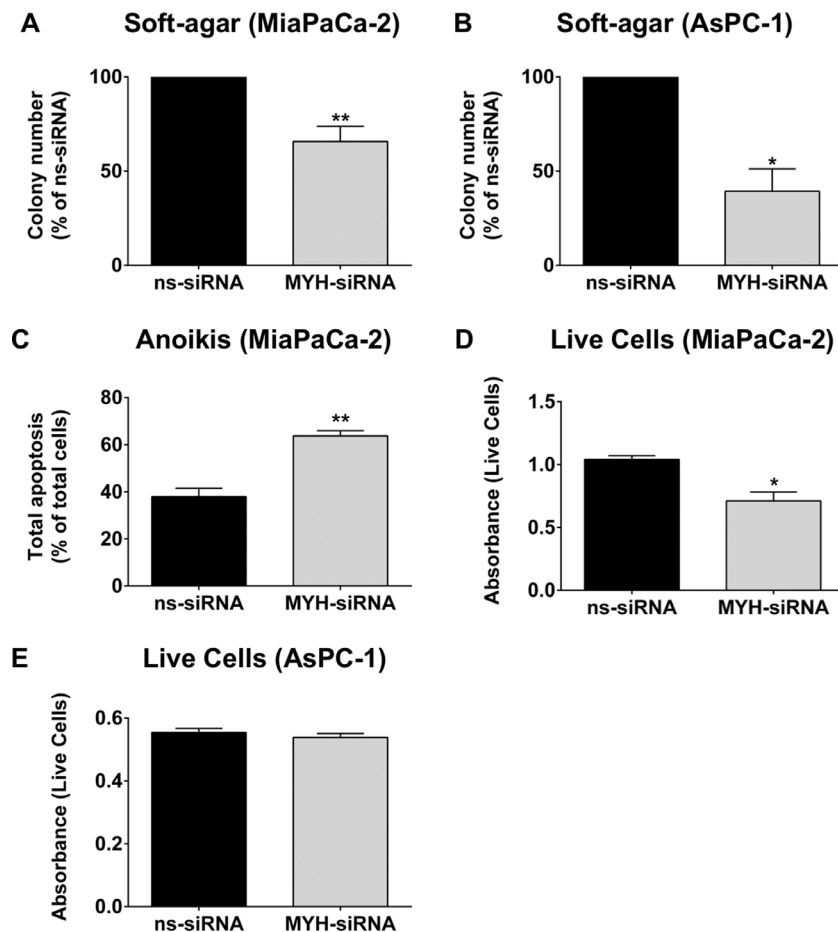 A Soft-agar (MiaPaCa-2)
Colony number
(% of ns-siRNA)
100
50
0
**
ns-siRNA MYH-siRNA
B Soft-agar (AsPC-1)
Colony number
(% of ns-siRNA)
100
50
0
*
ns-siRNA MYH-siRNA
C Anoikis (MiaPaCa-2)
Total apoptosis
(% of total cells)
80
60
40
20
0
**
ns-siRNA MYH-siRNA
D Live Cells (MiaPaCa-2)
Absorbance (Live Cells)
1.5
1.0
0.5
0.0
*
ns-siRNA MYH-siRNA
E Live Cells (AsPC-1)
Absorbance (Live Cells)
0.6
0.4
0.2
0.0
ns-siRNA MYH-siRNA